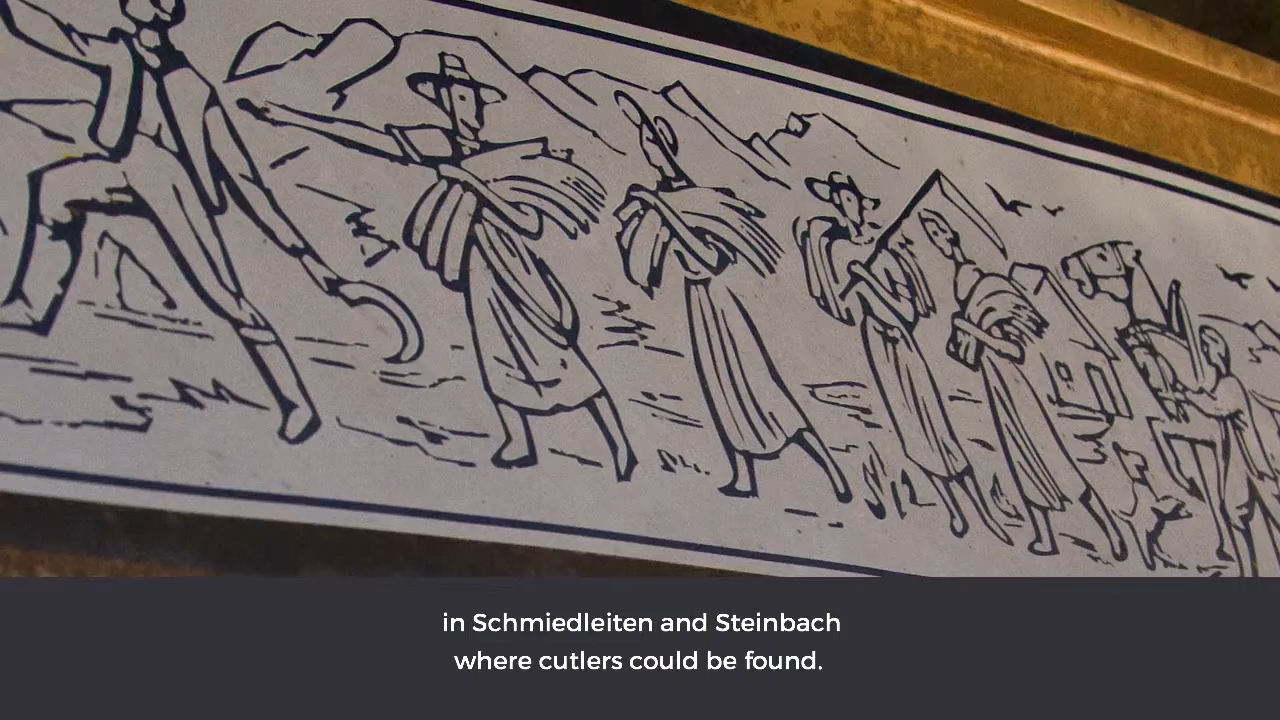 in Schmiedleiten and Steinbach
where cutlers could be found.